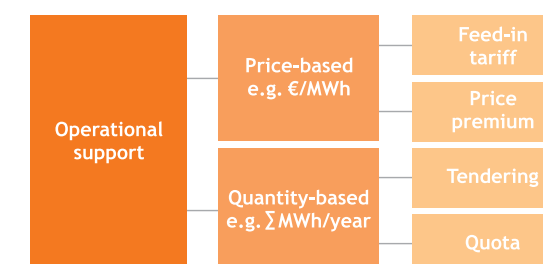 Operational
support
Price-based
e.g. €/MWh
Feed-in
tariff
Price
premium
Quantity-based
e.g. ∑MWh/year
Tendering
Quota